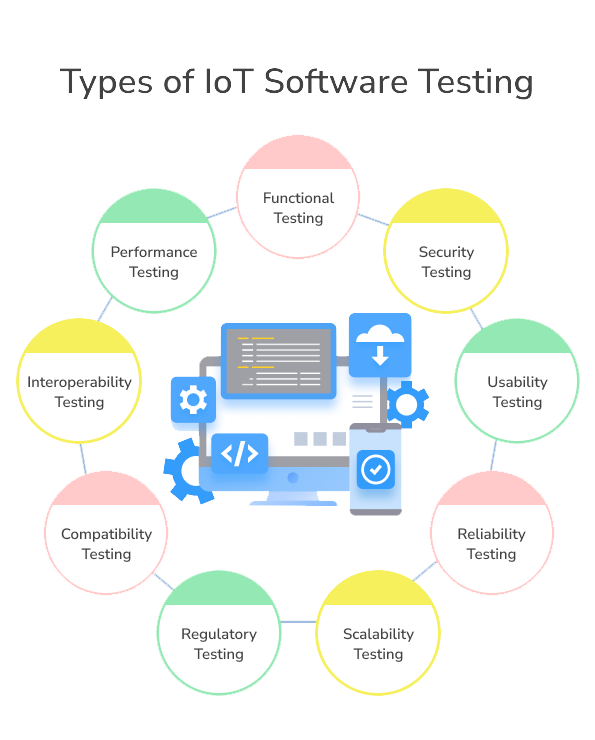 Types of IoT Software Testing
Functional
Testing
Security
Testing
Usability
Testing
Reliability
Testing
Scalability
Testing
Regulatory
Testing
Compatibility
Testing
Interoperability
Testing
Performance
Testing